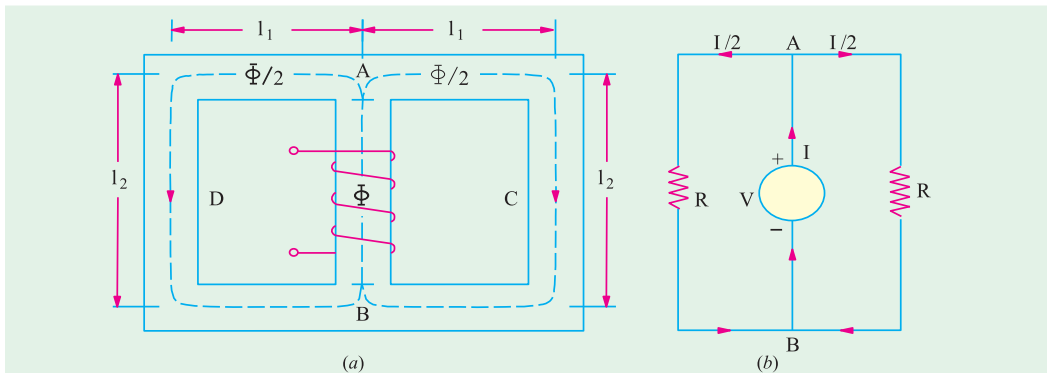 l₁ l₁
I/2 A I/2
A
Φ/2 Φ/2
l₂ D Φ C l₂
+ I
R V R
−
B
B
(a) (b)